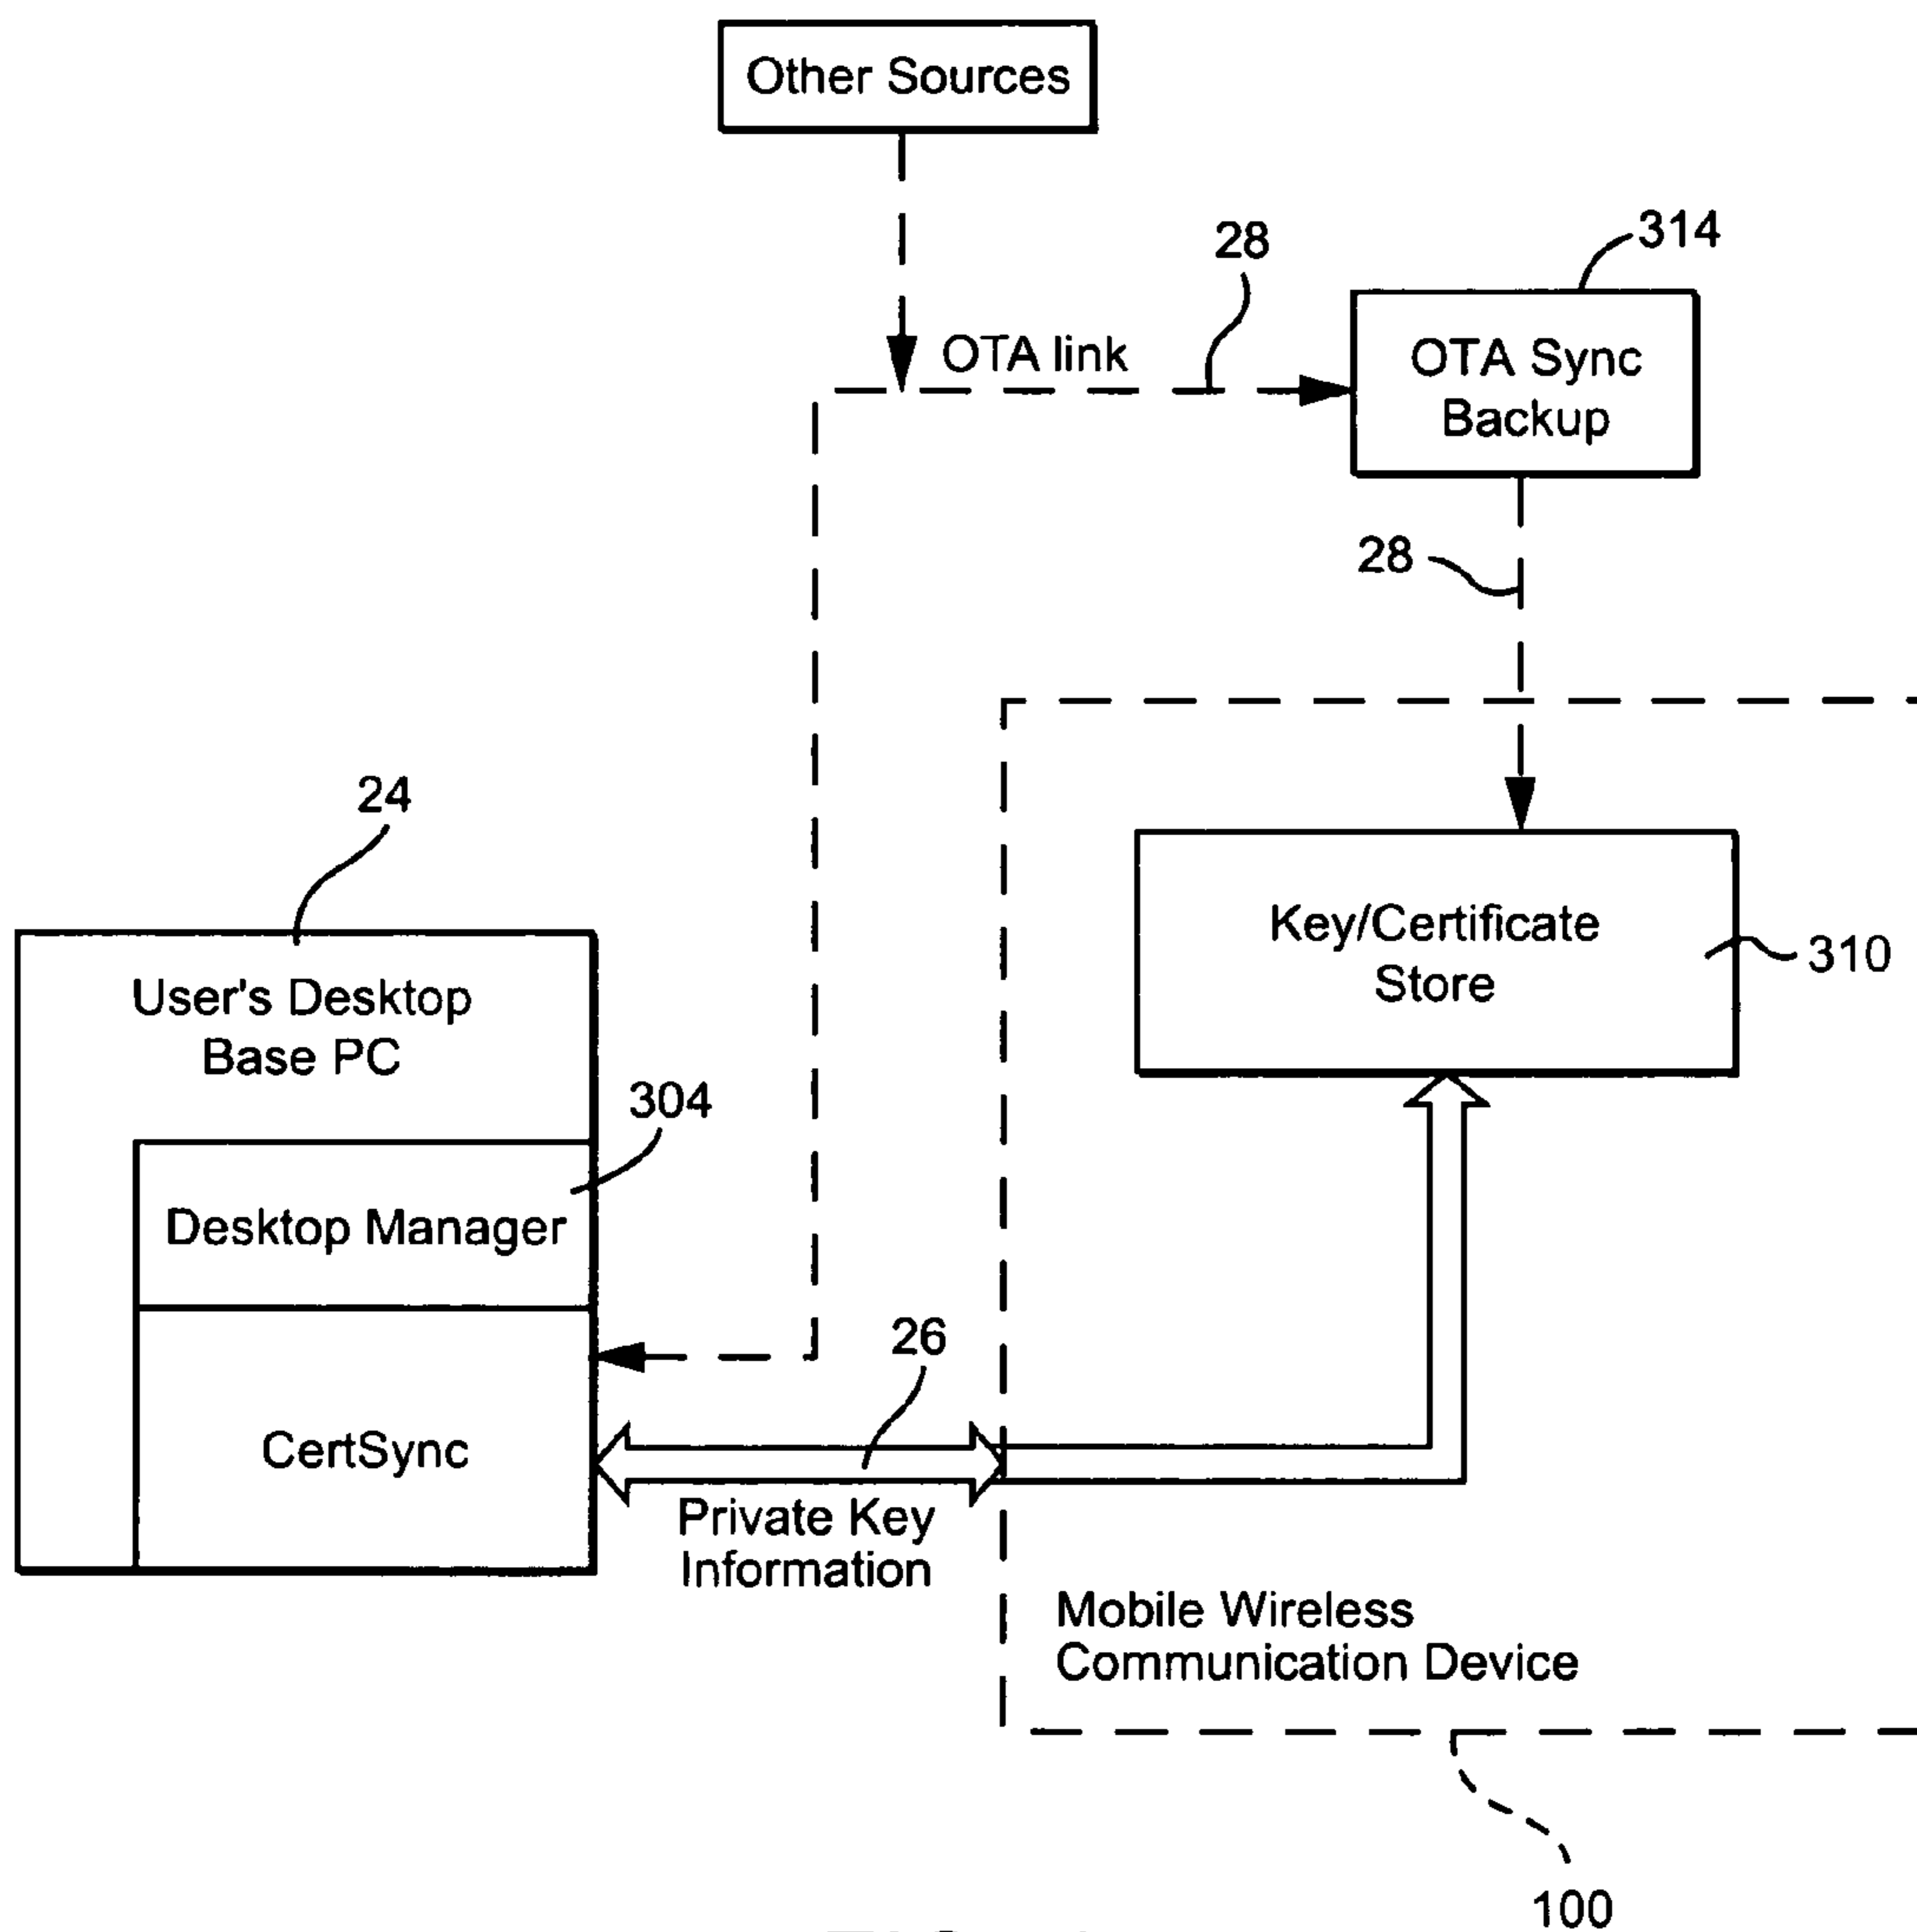 Other Sources
314
28
OTA link
OTA Sync
Backup
28
24
Key/Certificate
Store
310
User's Desktop
Base PC
304
Desktop Manager
26
CertSync
Private Key
Information
Mobile Wireless
Communication Device
100